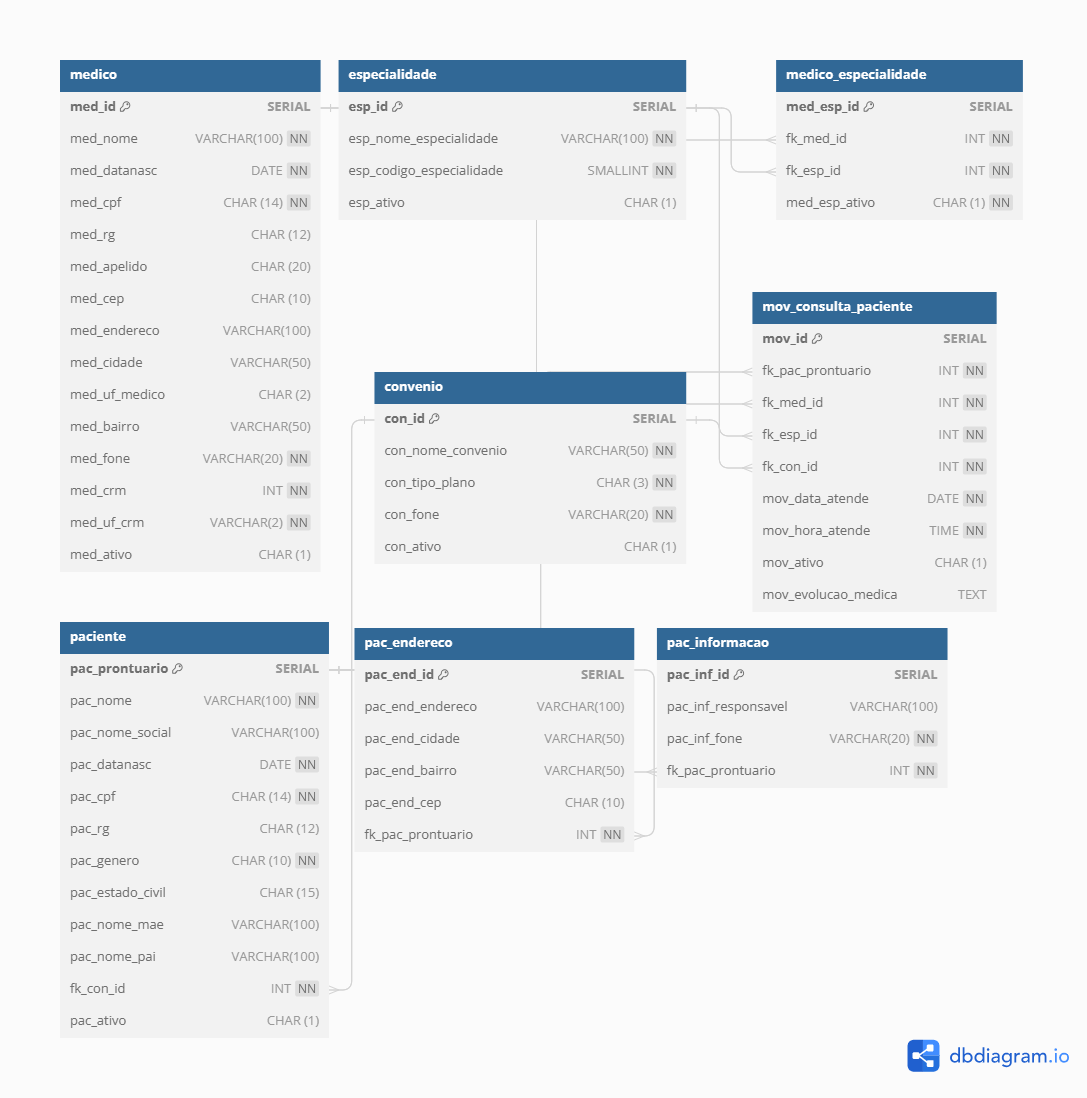 medico
med_id SERIAL
med_nome VARCHAR(100) NN
med_datanasc DATE NN
med_cpf CHAR (14) NN
med_rg CHAR (12)
med_apelido CHAR (20)
med_cep CHAR (10)
med_endereco VARCHAR(100)
med_cidade VARCHAR(50)
med_uf_medico CHAR (2)
med_bairro VARCHAR(50)
med_fone VARCHAR(20) NN
med_crm INT NN
med_uf_crm VARCHAR(2) NN
med_ativo CHAR (1)
especialidade
esp_id SERIAL
esp_nome_especialidade VARCHAR(100) NN
esp_codigo_especialidade SMALLINT NN
esp_ativo CHAR (1)
medico_especialidade
med_esp_id SERIAL
fk_med_id INT NN
fk_esp_id INT NN
med_esp_ativo CHAR (1) NN
mov_consulta_paciente
mov_id SERIAL
fk_pac_prontuario INT NN
fk_med_id INT NN
fk_esp_id INT NN
fk_con_id INT NN
mov_data_atende DATE NN
mov_hora_atende TIME NN
mov_ativo CHAR (1)
mov_evolucao_medica TEXT
convenio
con_id SERIAL
con_nome_convenio VARCHAR(50) NN
con_tipo_plano CHAR (3) NN
con_fone VARCHAR(20) NN
con_ativo CHAR (1)
paciente
pac_prontuario SERIAL
pac_nome VARCHAR(100) NN
pac_nome_social VARCHAR(100)
pac_datanasc DATE NN
pac_cpf CHAR (14) NN
pac_rg CHAR (12)
pac_genero CHAR (10) NN
pac_estado_civil CHAR (15)
pac_nome_mae VARCHAR(100)
pac_nome_pai VARCHAR(100)
fk_con_id INT NN
pac_ativo CHAR (1)
pac_endereco
pac_end_id SERIAL
pac_end_endereco VARCHAR(100)
pac_end_cidade VARCHAR(50)
pac_end_bairro VARCHAR(50)
pac_end_cep CHAR (10)
fk_pac_prontuario INT NN
pac_informacao
pac_inf_id SERIAL
pac_inf_responsavel VARCHAR(100)
pac_inf_fone VARCHAR(20) NN
fk_pac_prontuario INT NN
dbdiagram.io